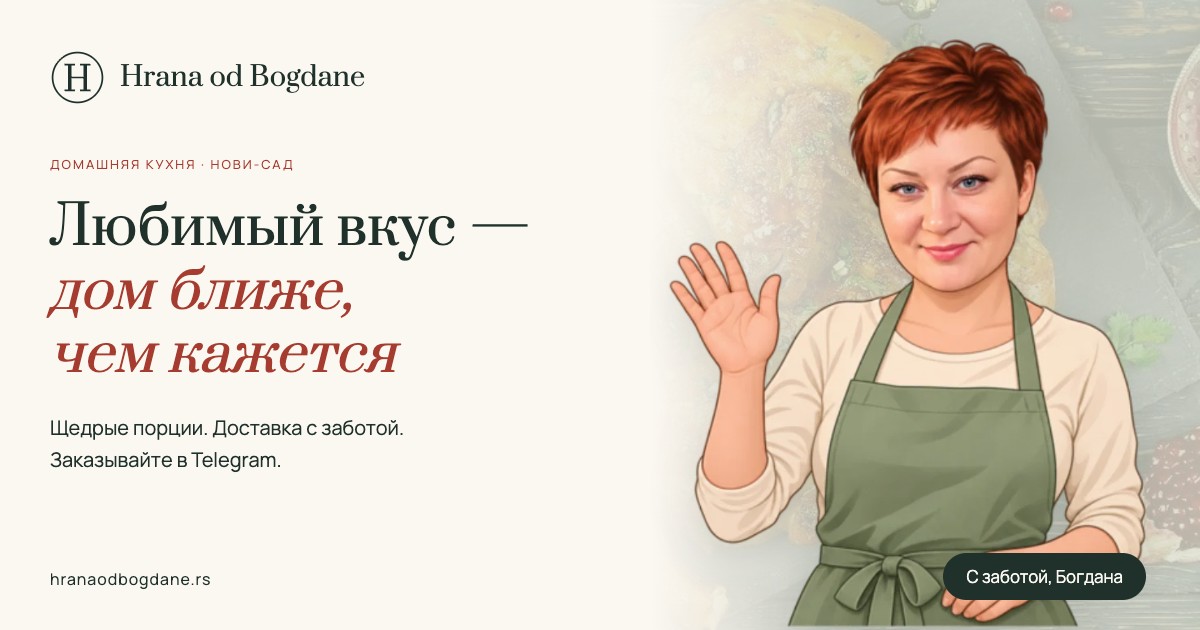 H
Hrana od Bogdane
ДОМАШНЯЯ КУХНЯ · НОВИ-САД
Любимый вкус —
дом ближе,
чем кажется
Щедрые порции. Доставка с заботой.
Заказывайте в Telegram.
hranaodbogdane.rs
С заботой, Богдана